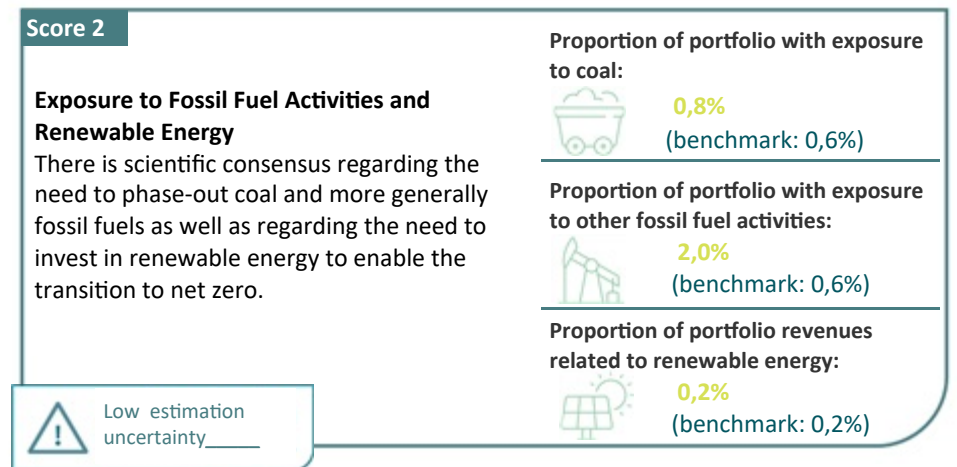 Score 2
Exposure to Fossil Fuel Activities and
Renewable Energy
There is scientific consensus regarding the
need to phase-out coal and more generally
fossil fuels as well as regarding the need to
invest in renewable energy to enable the
transition to net zero.
Low estimation
uncertainty_____
Proportion of portfolio with exposure
to coal:
0,8%
(benchmark: 0,6%)
Proportion of portfolio with exposure
to other fossil fuel activities:
2,0%
(benchmark: 0,6%)
Proportion of portfolio revenues
related to renewable energy:
0,2%
(benchmark: 0,2%)